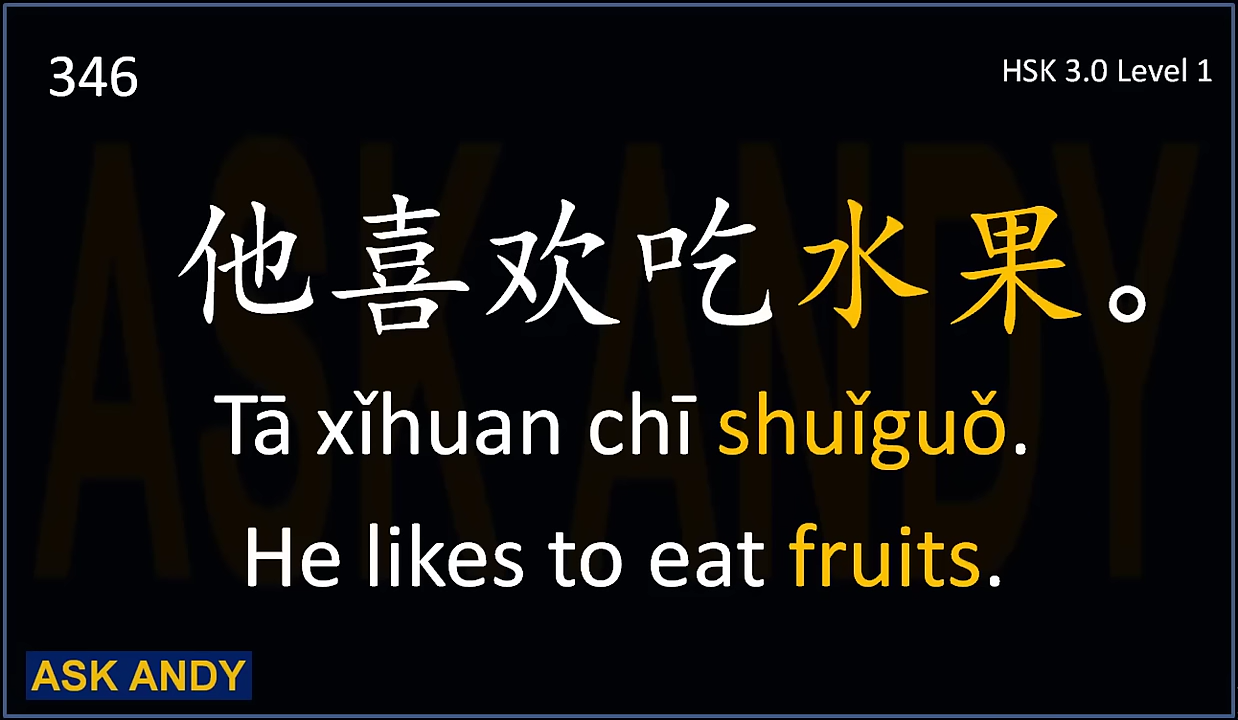 346
HSK 3.0 Level 1
他喜欢吃水果。
Tā xǐhuan chī shuǐguǒ.
He likes to eat fruits.
ASK ANDY
ASK ANDY